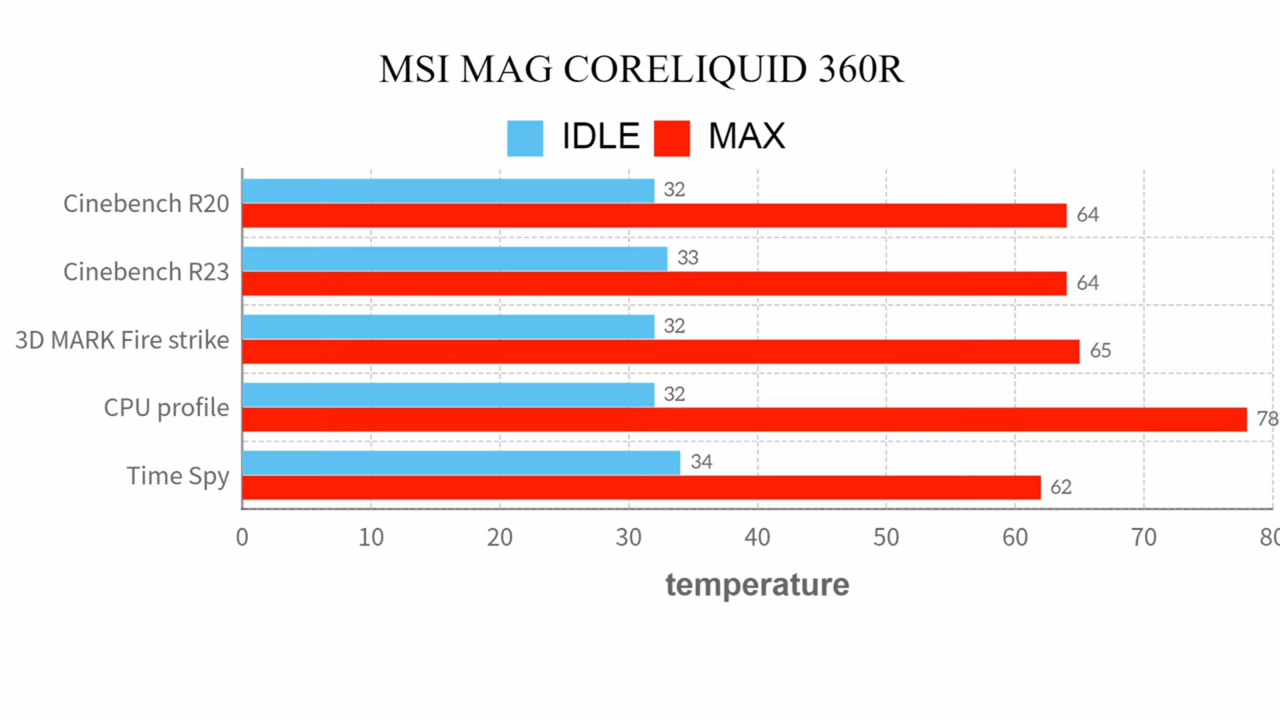 MSI MAG CORELIQUID 360R
IDLE MAX
Cinebench R20 32 64
Cinebench R23 33 64
3D MARK Fire strike 32 65
CPU profile 32 78
Time Spy 34 62
0 10 20 30 40 50 60 70 80
temperature